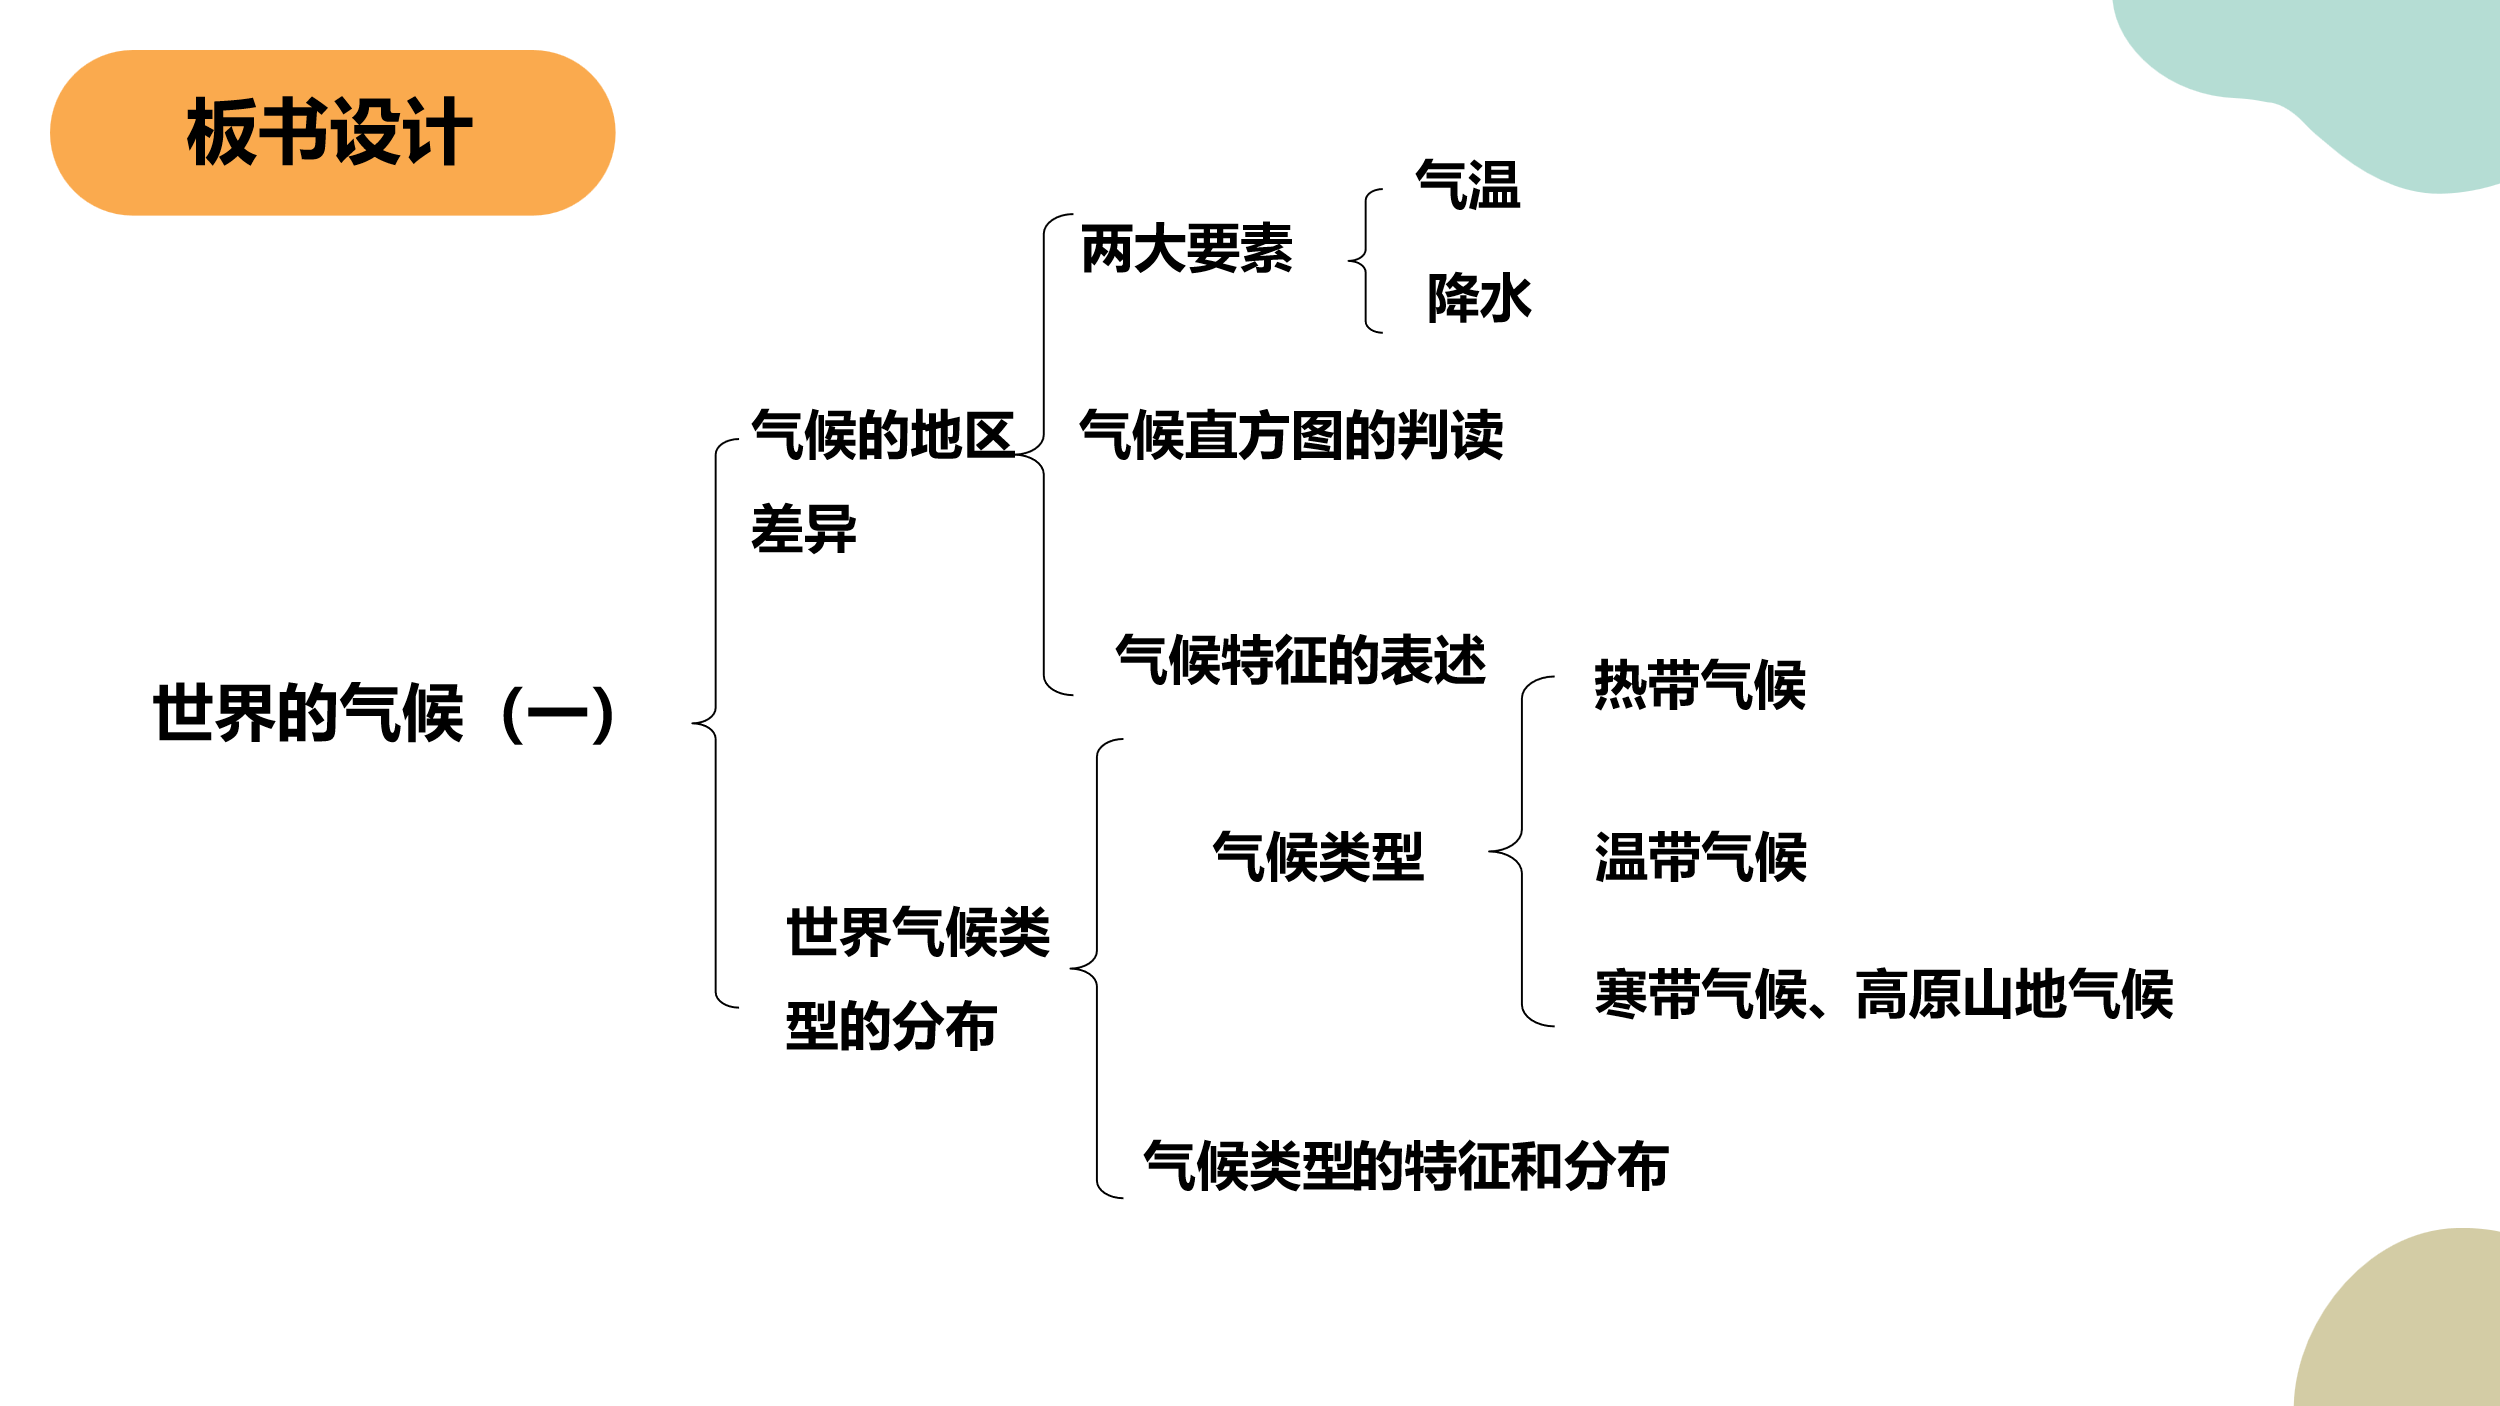 板书设计
世界的气候（一）
气候的地区
差异
两大要素
气温
降水
气候直方图的判读
气候特征的表述
世界气候类
型的分布
气候类型
热带气候
温带气候
寒带气候、高原山地气候
气候类型的特征和分布